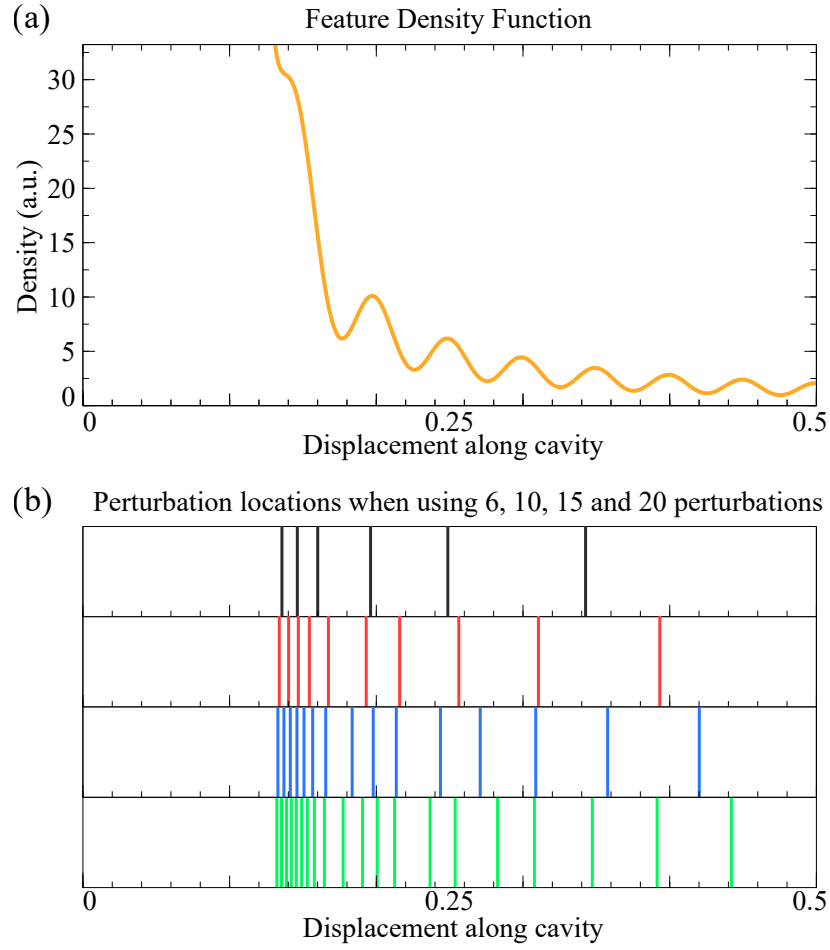 (a)
Feature Density Function
Density (a.u.)
30
25
20
15
10
5
0
0 0.25 0.5
Displacement along cavity
(b)
Perturbation locations when using 6, 10, 15 and 20 perturbations
0 0.25 0.5
Displacement along cavity